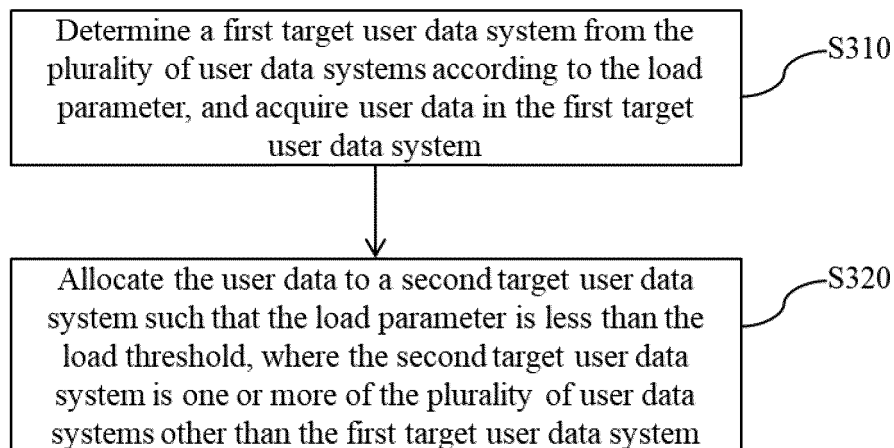 Determine a first target user data system from the
plurality of user data systems according to the load
parameter, and acquire user data in the first target
user data system
S310
Allocate the user data to a second target user data
system such that the load parameter is less than the
load threshold, where the second target user data
system is one or more of the plurality of user data
systems other than the first target user data system
S320